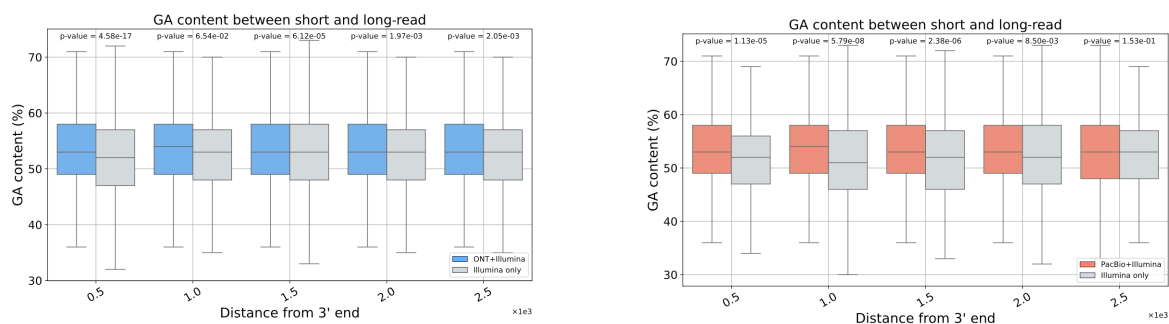 GA content between short and long-read
p-value = 4.58e-17 p-value = 6.54e-02 p-value = 6.12e-05 p-value = 1.97e-03 p-value = 2.05e-03
70
60
50
40
30
GA content (%)
ONT+Illumina
Illumina only
0.5 1.0 1.5 2.0 2.5
×1e3
Distance from 3' end
GA content between short and long-read
p-value = 1.13e-05 p-value = 5.79e-08 p-value = 2.38e-06 p-value = 8.50e-03 p-value = 1.53e-01
70
60
50
40
30
GA content (%)
PacBio+Illumina
Illumina only
0.5 1.0 1.5 2.0 2.5
×1e3
Distance from 3' end